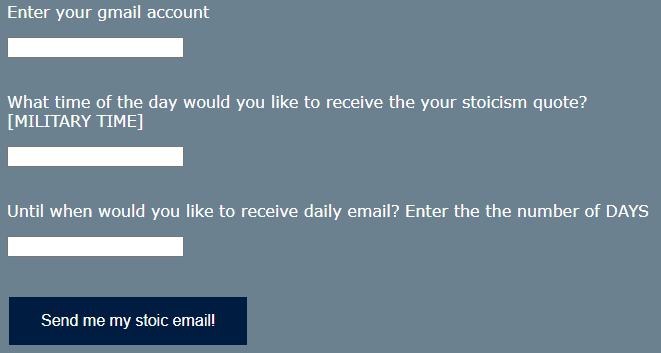 Enter your gmail account
What time of the day would you like to receive the your stoicism quote?
[MILITARY TIME]
Until when would you like to receive daily email? Enter the the number of DAYS
Send me my stoic email!